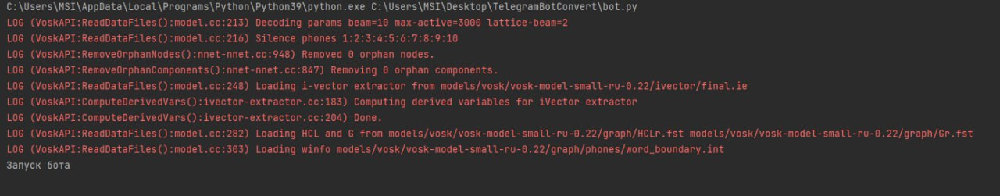 C:\Users\MSI\AppData\Local\Programs\Python\Python39\python.exe C:\Users\MSI\Desktop\TelegramBotConvert\bot.py
LOG (VoskAPI:ReadDataFiles():model.cc:213) Decoding params beam=10 max-active=3000 lattice-beam=2
LOG (VoskAPI:ReadDataFiles():model.cc:216) Silence phones 1:2:3:4:5:6:7:8:9:10
LOG (VoskAPI:RemoveOrphanNodes():nnet-nnet.cc:948) Removed 0 orphan nodes.
LOG (VoskAPI:RemoveOrphanComponents():nnet-nnet.cc:847) Removing 0 orphan components.
LOG (VoskAPI:ReadDataFiles():model.cc:248) Loading i-vector extractor from models/vosk/vosk-model-small-ru-0.22/ivector/final.ie
LOG (VoskAPI:ComputeDerivedVars():ivector-extractor.cc:183) Computing derived variables for iVector extractor
LOG (VoskAPI:ComputeDerivedVars():ivector-extractor.cc:204) Done.
LOG (VoskAPI:ReadDataFiles():model.cc:282) Loading HCL and G from models/vosk/vosk-model-small-ru-0.22/graph/HCLr.fst models/vosk/vosk-model-small-ru-0.22/graph/Gr.fst
LOG (VoskAPI:ReadDataFiles():model.cc:303) Loading winfo models/vosk/vosk-model-small-ru-0.22/graph/phones/word_boundary.int
Запуск бота